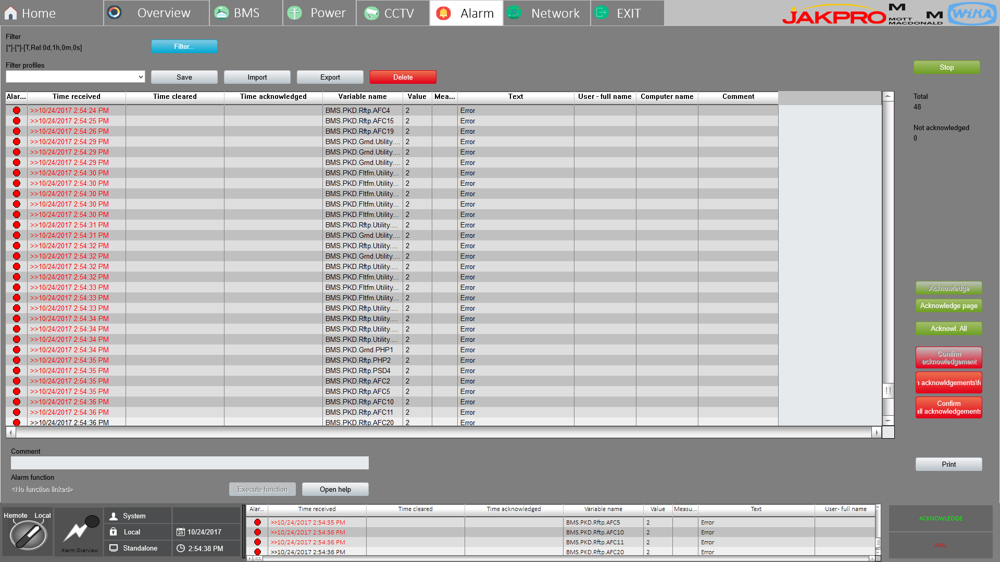 Home
Overview
BMS
Power
CCTV
Alarm
Network
EXIT
JAKPRO
M
MOTT
MACDONALD
M
WIKA
Filter
[*]-[*]-[T,Rel:0d,1h,0m,0s]
Filter...
Filter profiles
Save
Import
Export
Delete
Stop
Total
48
Not acknowledged
0
Alar... Time received Time cleared Time acknowledged Variable name Value Mea... Text User - full name Computer name Comment
>>10/24/2017 2:54:24 PM BMS.PKD.Rftp.AFC4 2 Error
>>10/24/2017 2:54:25 PM BMS.PKD.Rftp.AFC15 2 Error
>>10/24/2017 2:54:26 PM BMS.PKD.Rftp.AFC19 2 Error
>>10/24/2017 2:54:29 PM BMS.PKD.Grnd.Utility.... 2 Error
>>10/24/2017 2:54:29 PM BMS.PKD.Grnd.Utility.... 2 Error
>>10/24/2017 2:54:29 PM BMS.PKD.Grnd.Utility.... 2 Error
>>10/24/2017 2:54:30 PM BMS.PKD.Fltfm.Utility... 2 Error
>>10/24/2017 2:54:30 PM BMS.PKD.Fltfm.Utility... 2 Error
>>10/24/2017 2:54:30 PM BMS.PKD.Fltfm.Utility... 2 Error
>>10/24/2017 2:54:30 PM BMS.PKD.Fltfm.Utility... 2 Error
>>10/24/2017 2:54:30 PM BMS.PKD.Fltfm.Utility... 2 Error
>>10/24/2017 2:54:31 PM BMS.PKD.Rftp.Utility.... 2 Error
>>10/24/2017 2:54:31 PM BMS.PKD.Grnd.Utility.... 2 Error
>>10/24/2017 2:54:32 PM BMS.PKD.Rftp.Utility.... 2 Error
>>10/24/2017 2:54:32 PM BMS.PKD.Grnd.Utility.... 2 Error
>>10/24/2017 2:54:32 PM BMS.PKD.Rftp.Utility.... 2 Error
>>10/24/2017 2:54:32 PM BMS.PKD.Fltfm.Utility... 2 Error
>>10/24/2017 2:54:33 PM BMS.PKD.Fltfm.Utility... 2 Error
>>10/24/2017 2:54:33 PM BMS.PKD.Fltfm.Utility... 2 Error
>>10/24/2017 2:54:33 PM BMS.PKD.Rftp.Utility.... 2 Error
>>10/24/2017 2:54:34 PM BMS.PKD.Rftp.Utility.... 2 Error
>>10/24/2017 2:54:34 PM BMS.PKD.Rftp.Utility.... 2 Error
>>10/24/2017 2:54:34 PM BMS.PKD.Rftp.Utility.... 2 Error
>>10/24/2017 2:54:34 PM BMS.PKD.Grnd.PHP1 2 Error
>>10/24/2017 2:54:35 PM BMS.PKD.Rftp.PHP2 2 Error
>>10/24/2017 2:54:35 PM BMS.PKD.Rftp.PSD4 2 Error
>>10/24/2017 2:54:35 PM BMS.PKD.Rftp.AFC2 2 Error
>>10/24/2017 2:54:35 PM BMS.PKD.Rftp.AFC5 2 Error
>>10/24/2017 2:54:36 PM BMS.PKD.Rftp.AFC10 2 Error
>>10/24/2017 2:54:36 PM BMS.PKD.Rftp.AFC11 2 Error
>>10/24/2017 2:54:36 PM BMS.PKD.Rftp.AFC20 2 Error
Acknowledge
Acknowledge page
Acknowl. All
Confirm
acknowledgement
n acknowldgements\fo
Confirm
all acknowledgements
Comment
Alarm function
<No function linked>
Execute function
Open help
Print
Remote Local
Alarm Overview
System
Local
Standalone
28 10/24/2017
2:54:38 PM
Alar... Time received Time cleared Time acknowledged Variable name Value Measu... Text User- full name
>>10/24/2017 2:54:35 PM BMS.PKD.Rftp.AFC5 2 Error
>>10/24/2017 2:54:36 PM BMS.PKD.Rftp.AFC10 2 Error
>>10/24/2017 2:54:36 PM BMS.PKD.Rftp.AFC11 2 Error
>>10/24/2017 2:54:36 PM BMS.PKD.Rftp.AFC20 2 Error
ACKNOWLEDGE
AML